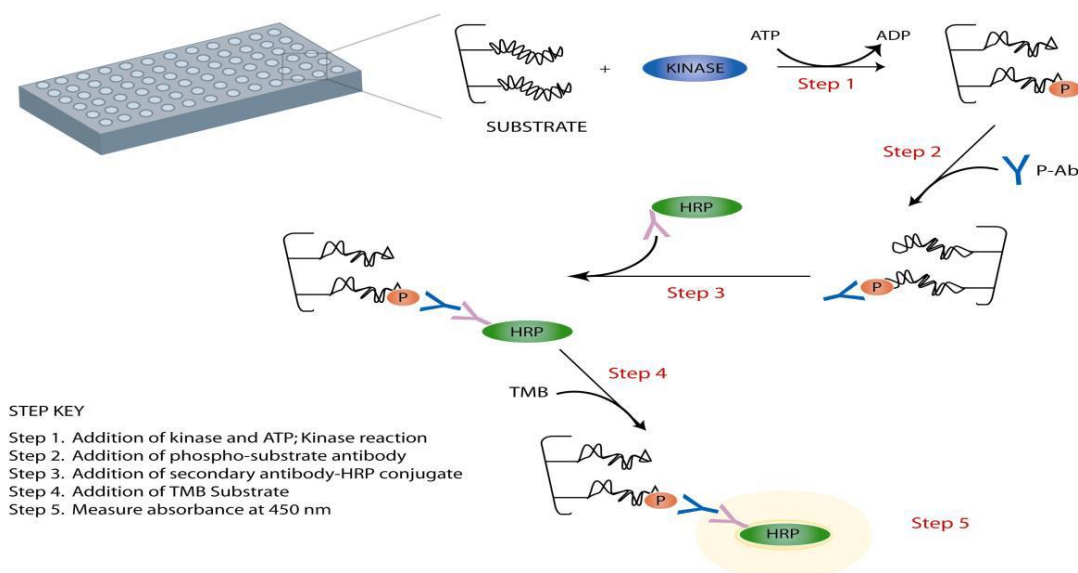 ATP
ADP
KINASE
+
Step 1
P
SUBSTRATE
Step 2
P-Ab
HRP
P
Step 3
P
HRP
Step 4
TMB
STEP KEY
Step 1. Addition of kinase and ATP; Kinase reaction
Step 2. Addition of phospho-substrate antibody
Step 3. Addition of secondary antibody-HRP conjugate
Step 4. Addition of TMB Substrate
Step 5. Measure absorbance at 450 nm
P
HRP
Step 5